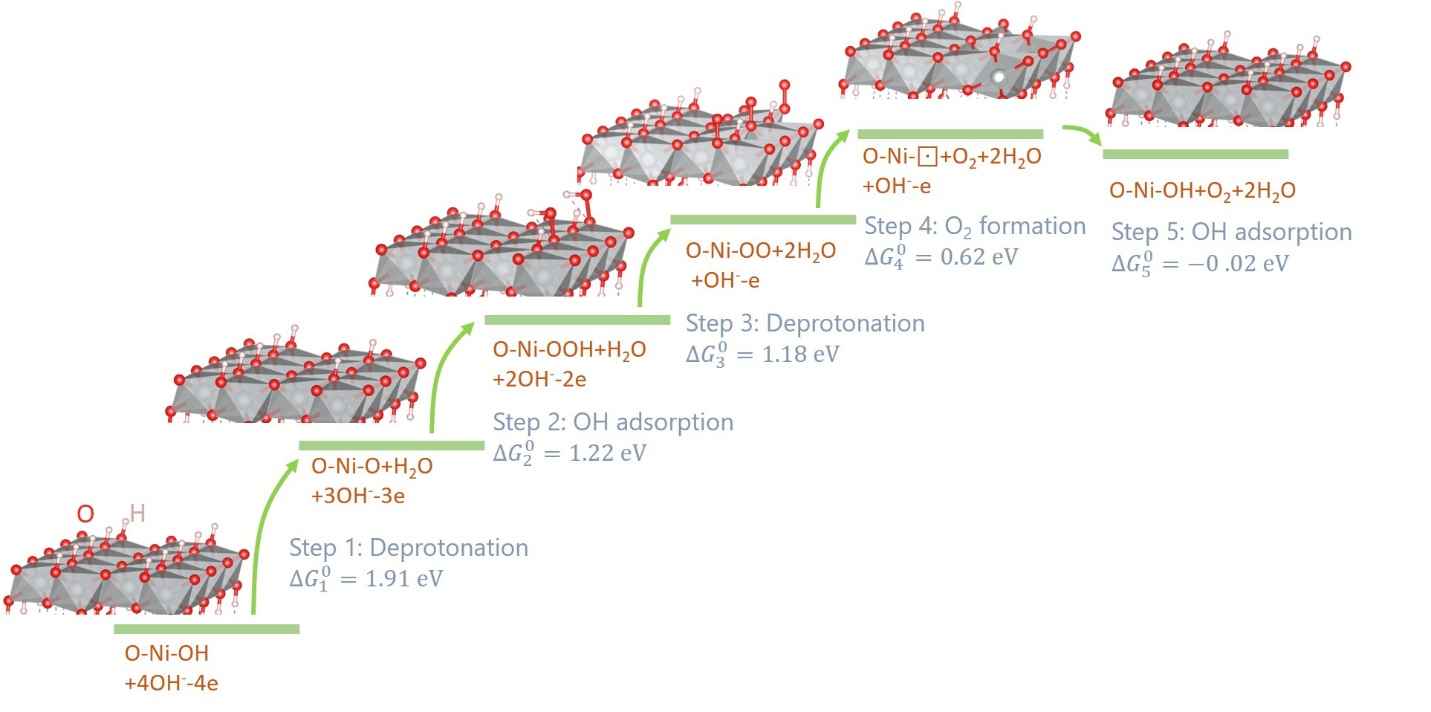 O-Ni-⊡+O₂+2H₂O
+OH⁻-e
Step 4: O₂ formation
ΔG₄⁰ = 0.62 eV
O-Ni-OH+O₂+2H₂O
Step 5: OH adsorption
ΔG₅⁰ = −0 .02 eV
O-Ni-OO+2H₂O
+OH⁻-e
Step 3: Deprotonation
ΔG₃⁰ = 1.18 eV
O-Ni-OOH+H₂O
+2OH⁻-2e
Step 2: OH adsorption
ΔG₂⁰ = 1.22 eV
O-Ni-O+H₂O
+3OH⁻-3e
O H
Step 1: Deprotonation
ΔG₁⁰ = 1.91 eV
O-Ni-OH
+4OH⁻-4e